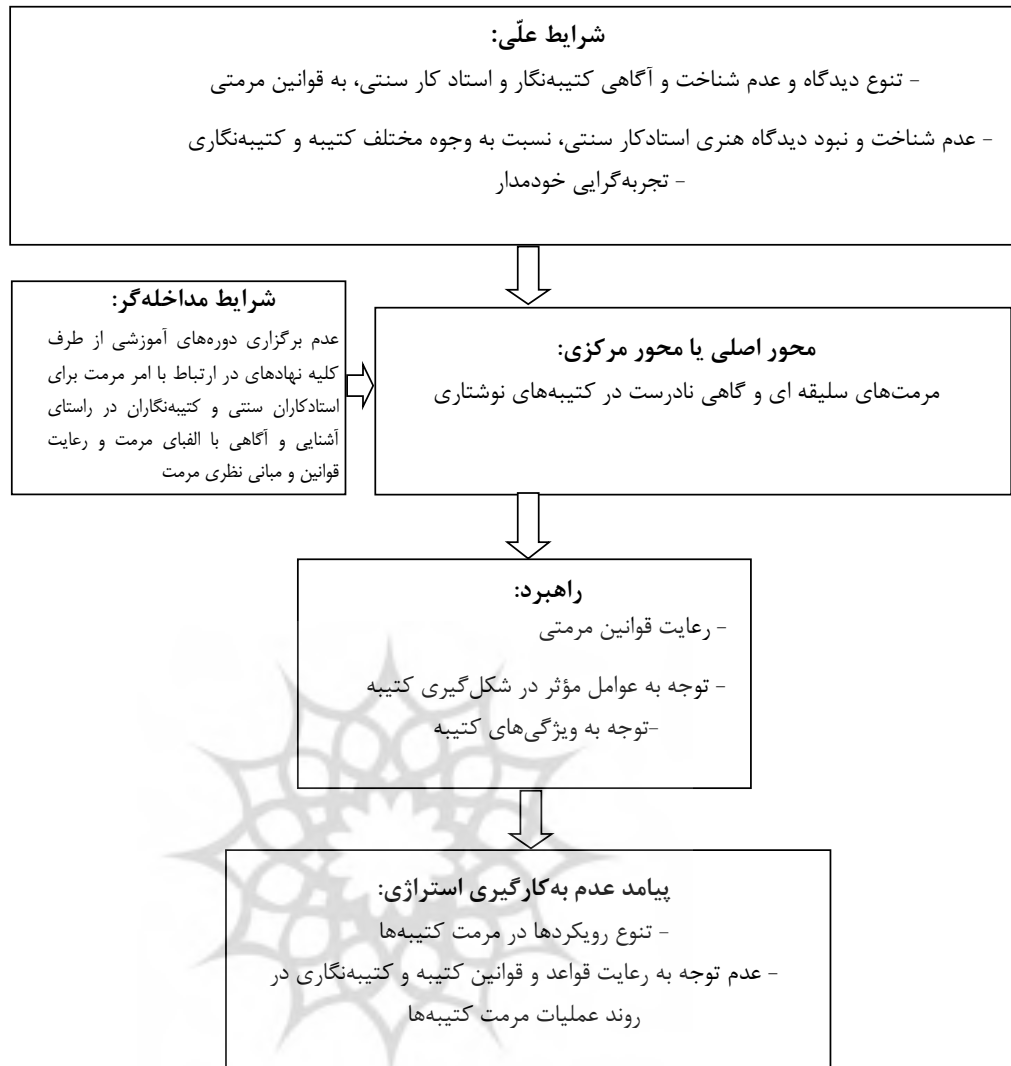 شرایط علّی:
- تنوع دیدگاه و عدم شناخت و آگاهی کتیبه‌نگار و استاد کار سنتی، به قوانین مرمتی
- عدم شناخت و نبود دیدگاه هنری استادکار سنتی، نسبت به وجوه مختلف کتیبه و کتیبه‌نگاری
- تجربه‌گرایی خودمدار
شرایط مداخله‌گر:
عدم برگزاری دوره‌های آموزشی از طرف
کلیه نهادهای در ارتباط با امر مرمت برای
استادکاران سنتی و کتیبه‌نگاران در راستای
آشنایی و آگاهی با الفبای مرمت و رعایت
قوانین و مبانی نظری مرمت
محور اصلی یا محور مرکزی:
مرمت‌های سلیقه ای و گاهی نادرست در کتیبه‌های نوشتاری
راهبرد:
- رعایت قوانین مرمتی
- توجه به عوامل مؤثر در شکل‌گیری کتیبه
-توجه به ویژگی‌های کتیبه
پیامد عدم به‌کارگیری استراتژی:
- تنوع رویکردها در مرمت کتیبه‌ها
- عدم توجه به رعایت قواعد و قوانین کتیبه و کتیبه‌نگاری در
روند عملیات مرمت کتیبه‌ها